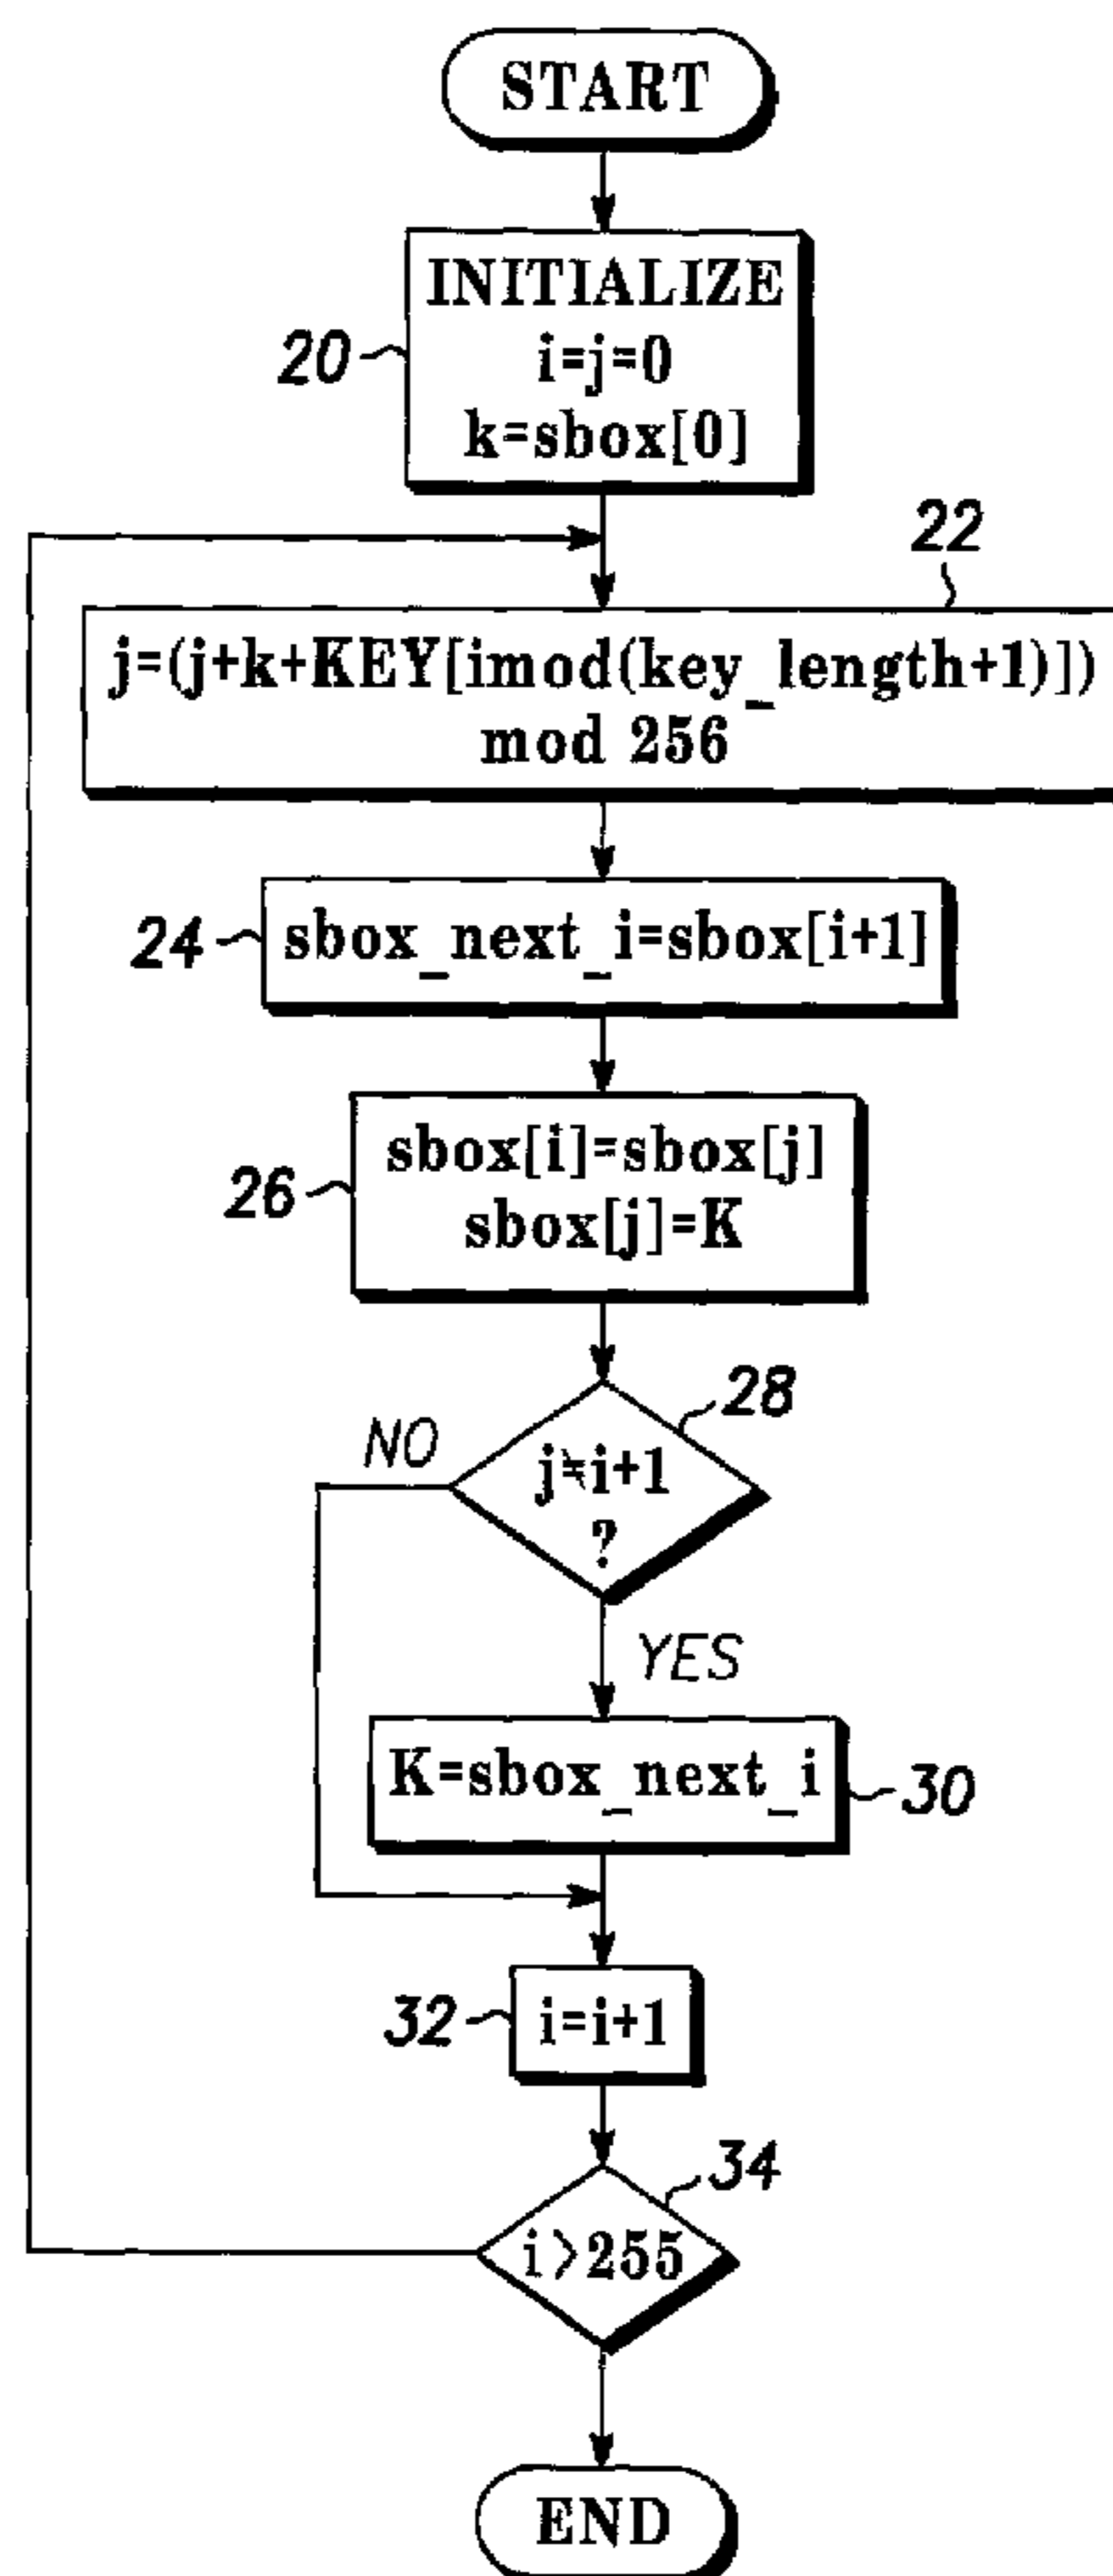 START
INITIALIZE
i=j=0
k=sbox[0]
20
22
j=(j+k+KEY[imod(key_length+1)])
mod 256
24
sbox_next_i=sbox[i+1]
26
sbox[i]=sbox[j]
sbox[j]=K
28
NO
j≠i+1
?
YES
K=sbox_next_i
30
32
i=i+1
34
i>255
END